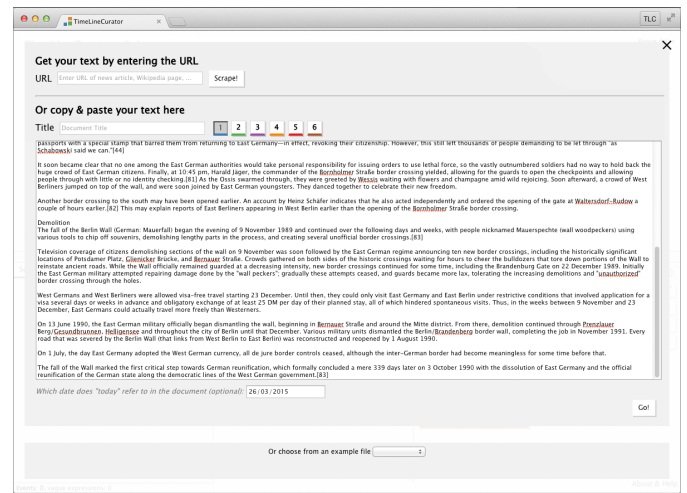 TimeLineCurator
TLC
Get your text by entering the URL
URL Enter URL of news article, Wikipedia page, ... Scrape!
Or copy & paste your text here
Title Document Title 1 2 3 4 5 6
passports with a special stamp that barred them from returning to East Germany—in effect, revoking their citizenship. However, this still left thousands of people demanding to be let through "as
Schabowski said we can."[44]
It soon became clear that no one among the East German authorities would take personal responsibility for issuing orders to use lethal force, so the vastly outnumbered soldiers had no way to hold back the
huge crowd of East German citizens. Finally, at 10:45 pm, Harald Jäger, the commander of the Bornholmer Straße border crossing yielded, allowing for the guards to open the checkpoints and allowing
people through with little or no identity checking.[81] As the Ossis swarmed through, they were greeted by Wessis waiting with flowers and champagne amid wild rejoicing. Soon afterward, a crowd of West
Berliners jumped on top of the wall, and were soon joined by East German youngsters. They danced together to celebrate their new freedom.
Another border crossing to the south may have been opened earlier. An account by Heinz Schäfer indicates that he also acted independently and ordered the opening of the gate at Waltersdorf-Rudow a
couple of hours earlier.[82] This may explain reports of East Berliners appearing in West Berlin earlier than the opening of the Bornholmer Straße border crossing.
Demolition
The fall of the Berlin Wall (German: Mauerfall) began the evening of 9 November 1989 and continued over the following days and weeks, with people nicknamed Mauerspechte (wall woodpeckers) using
various tools to chip off souvenirs, demolishing lengthy parts in the process, and creating several unofficial border crossings.[83]
Television coverage of citizens demolishing sections of the wall on 9 November was soon followed by the East German regime announcing ten new border crossings, including the historically significant
locations of Potsdamer Platz, Glienicker Brücke, and Bernauer Straße. Crowds gathered on both sides of the historic crossings waiting for hours to cheer the bulldozers that tore down portions of the Wall to
reinstate ancient roads. While the Wall officially remained guarded at a decreasing intensity, new border crossings continued for some time, including the Brandenburg Gate on 22 December 1989. Initially
the East German military attempted repairing damage done by the "wall peckers"; gradually these attempts ceased, and guards became more lax, tolerating the increasing demolitions and "unauthorized"
border crossing through the holes.
West Germans and West Berliners were allowed visa-free travel starting 23 December. Until then, they could only visit East Germany and East Berlin under restrictive conditions that involved application for a
visa several days or weeks in advance and obligatory exchange of at least 25 DM per day of their planned stay, all of which hindered spontaneous visits. Thus, in the weeks between 9 November and 23
December, East Germans could actually travel more freely than Westerners.
On 13 June 1990, the East German military officially began dismantling the wall, beginning in Bernauer Straße and around the Mitte district. From there, demolition continued through Prenzlauer
Berg/Gesundbrunnen, Heiligensee and throughout the city of Berlin until that December. Various military units dismantled the Berlin/Brandenberg border wall, completing the job in November 1991. Every
road that was severed by the Berlin Wall (that links from West Berlin to East Berlin) was reconstructed and reopened by 1 August 1990.
On 1 July, the day East Germany adopted the West German currency, all de jure border controls ceased, although the inter-German border had become meaningless for some time before that.
The fall of the Wall marked the first critical step towards German reunification, which formally concluded a mere 339 days later on 3 October 1990 with the dissolution of East Germany and the official
reunification of the German state along the democratic lines of the West German government.[83]
Which date does "today" refer to in the document (optional): 26/03/2015
Go!
Or choose from an example file
About & Help